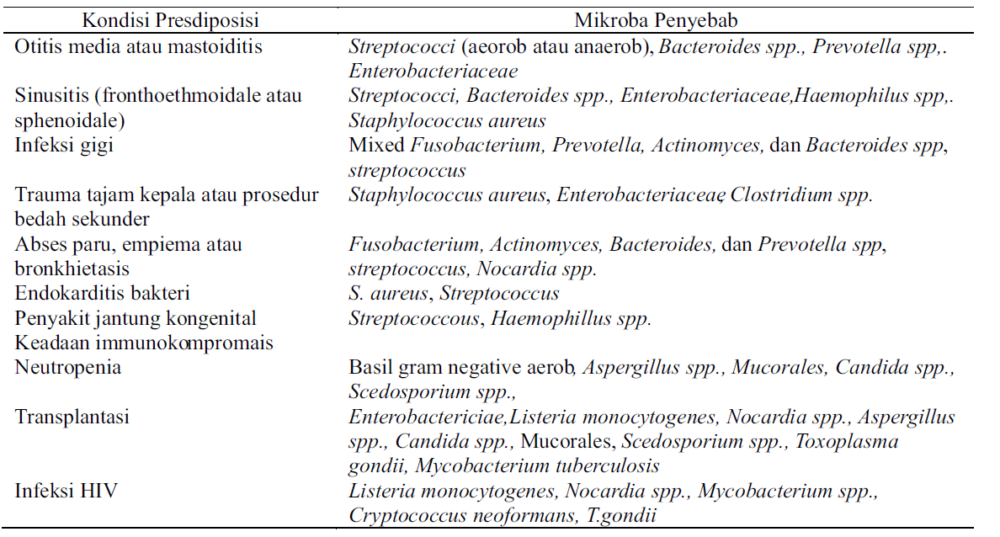 Kondisi Presdiposisi Mikroba Penyebab
Otitis media atau mastoiditis Streptococci (aeorob atau anaerob), Bacteroides spp., Prevotella spp,.
Enterobacteriaceae
Sinusitis (fronthoethmoidale atau Streptococci, Bacteroides spp., Enterobacteriaceae,Haemophilus spp,.
sphenoidale) Staphylococcus aureus
Infeksi gigi Mixed Fusobacterium, Prevotella, Actinomyces, dan Bacteroides spp,
streptococcus
Trauma tajam kepala atau prosedur Staphylococcus aureus, Enterobacteriaceae, Clostridium spp.
bedah sekunder
Abses paru, empiema atau Fusobacterium, Actinomyces, Bacteroides, dan Prevotella spp,
bronkhietasis streptococcus, Nocardia spp.
Endokarditis bakteri S. aureus, Streptococcus
Penyakit jantung kongenital Streptococcous, Haemophillus spp.
Keadaan immunokompromais
Neutropenia Basil gram negative aerob, Aspergillus spp., Mucorales, Candida spp.,
Scedosporium spp.,
Transplantasi Enterobactericiae,Listeria monocytogenes, Nocardia spp., Aspergillus
spp., Candida spp., Mucorales, Scedosporium spp., Toxoplasma
gondii, Mycobacterium tuberculosis
Infeksi HIV Listeria monocytogenes, Nocardia spp., Mycobacterium spp.,
Cryptococcus neoformans, T.gondii